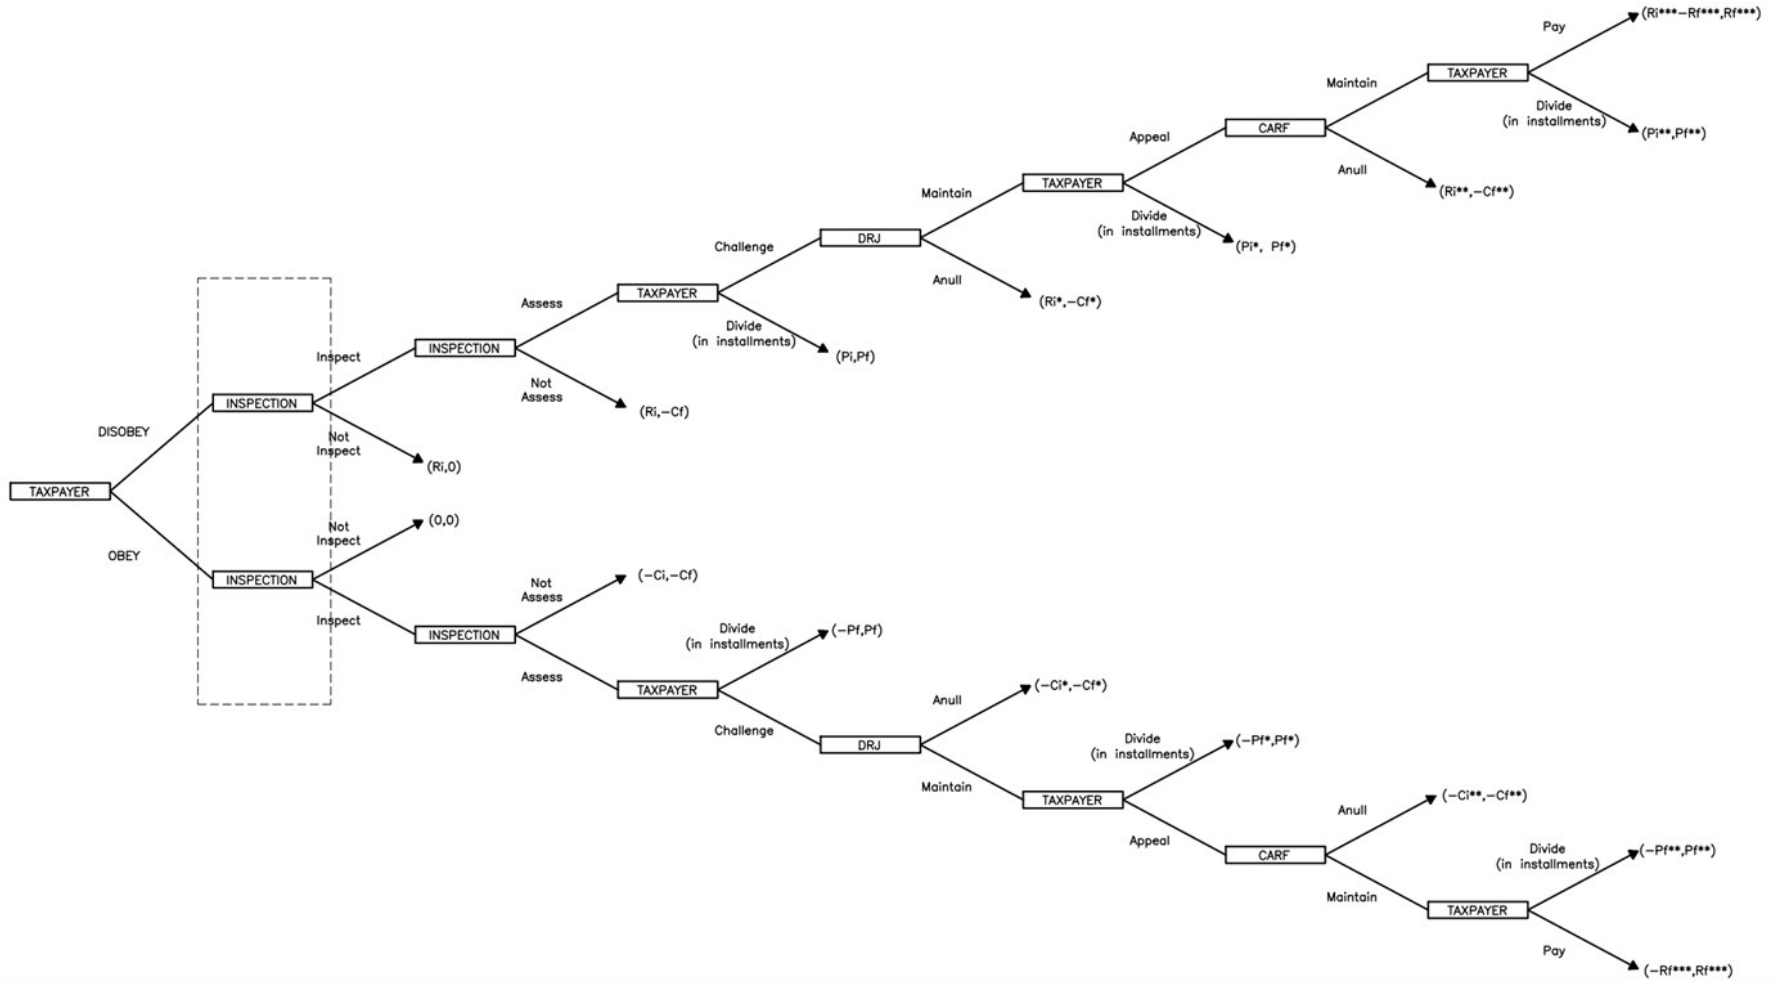 (Ri***−Rf***,Rf***)
Pay
TAXPAYER
Maintain
Divide
(in installments)
(Pi**,Pf**)
Appeal
CARF
Anull
(Ri**,−Cf**)
Maintain
TAXPAYER
Divide
(in installments)
(Pi*, Pf*)
Challenge
DRJ
Anull
(Ri*,−Cf*)
Assess
TAXPAYER
Divide
(in installments)
(Pi,Pf)
Inspect
INSPECTION
Not
Assess
(Ri,−Cf)
INSPECTION
DISOBEY
Not
Inspect
(Ri,0)
TAXPAYER
(0,0)
Not
Inspect
OBEY
INSPECTION
Not
Assess
(−Ci,−Cf)
Inspect
INSPECTION
Divide
(in installments)
(−Pf,Pf)
Assess
TAXPAYER
Anull
(−Ci*,−Cf*)
Challenge
DRJ
Divide
(in installments)
(−Pf*,Pf*)
Maintain
TAXPAYER
Anull
(−Ci**,−Cf**)
Appeal
CARF
Divide
(in installments)
(−Pf**,Pf**)
Maintain
TAXPAYER
Pay
(−Rf***,Rf***)